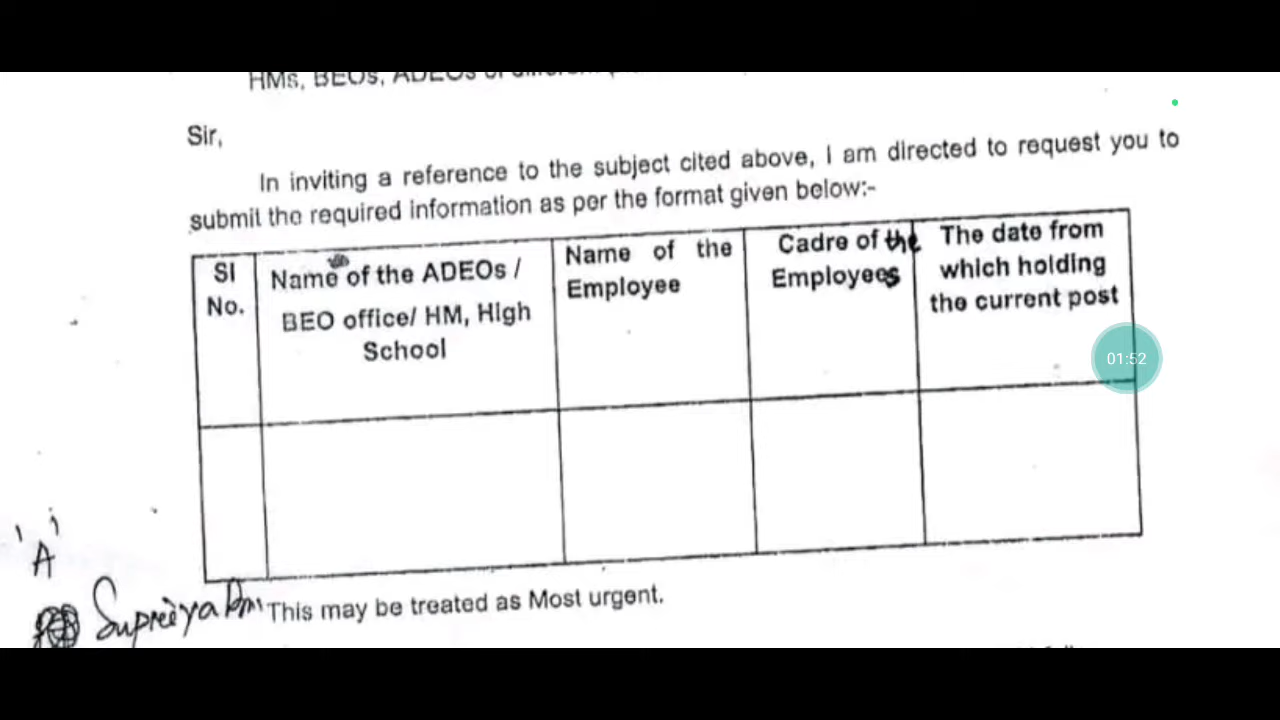 HMs, BEOs, ADEOs of different
Sir,
In inviting a reference to the subject cited above, I am directed to request you to
submit the required information as per the format given below:-
Sl No.
Name of the ADEOs / BEO office/ HM, High School
Name of the Employee
Cadre of the Employees
The date from which holding the current post
01:52
'A'
Supreeya
This may be treated as Most urgent.